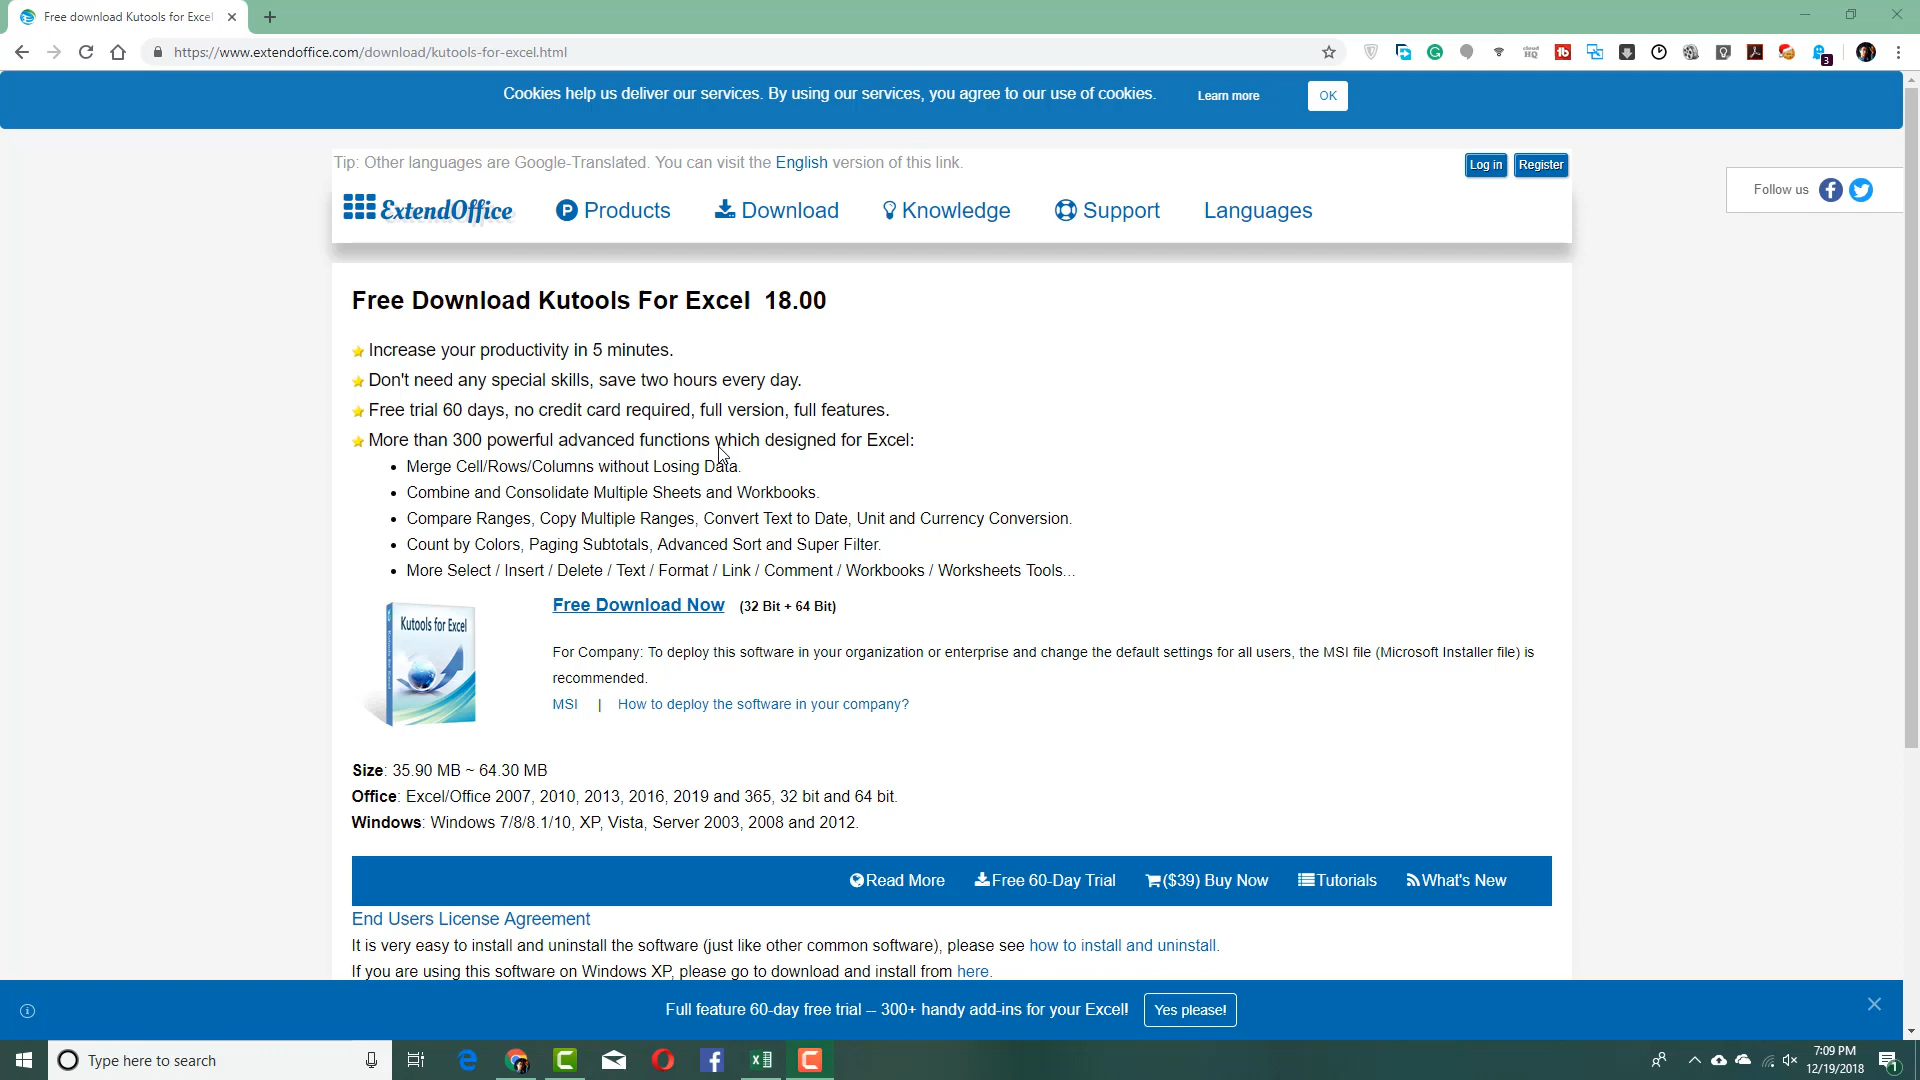 Free download Kutools for Excel
https://www.extendoffice.com/download/kutools-for-excel.html
cloud HQ
tb
3
Cookies help us deliver our services. By using our services, you agree to our use of cookies.
Learn more
OK
Tip: Other languages are Google-Translated. You can visit the English version of this link.
Log in
Register
Follow us
ExtendOffice
Products
Download
Knowledge
Support
Languages
Free Download Kutools For Excel 18.00
Increase your productivity in 5 minutes.
Don't need any special skills, save two hours every day.
Free trial 60 days, no credit card required, full version, full features.
More than 300 powerful advanced functions which designed for Excel:
• Merge Cell/Rows/Columns without Losing Data.
• Combine and Consolidate Multiple Sheets and Workbooks.
• Compare Ranges, Copy Multiple Ranges, Convert Text to Date, Unit and Currency Conversion.
• Count by Colors, Paging Subtotals, Advanced Sort and Super Filter.
• More Select / Insert / Delete / Text / Format / Link / Comment / Workbooks / Worksheets Tools...
Kutools for Excel
Free Download Now (32 Bit + 64 Bit)
For Company: To deploy this software in your organization or enterprise and change the default settings for all users, the MSI file (Microsoft Installer file) is
recommended.
MSI | How to deploy the software in your company?
Size: 35.90 MB ~ 64.30 MB
Office: Excel/Office 2007, 2010, 2013, 2016, 2019 and 365, 32 bit and 64 bit.
Windows: Windows 7/8/8.1/10, XP, Vista, Server 2003, 2008 and 2012.
Read More
Free 60-Day Trial
($39) Buy Now
Tutorials
What's New
End Users License Agreement
It is very easy to install and uninstall the software (just like other common software), please see how to install and uninstall.
If you are using this software on Windows XP, please go to download and install from here.
Full feature 60-day free trial -- 300+ handy add-ins for your Excel!
Yes please!
Type here to search
7:09 PM
12/19/2018
1